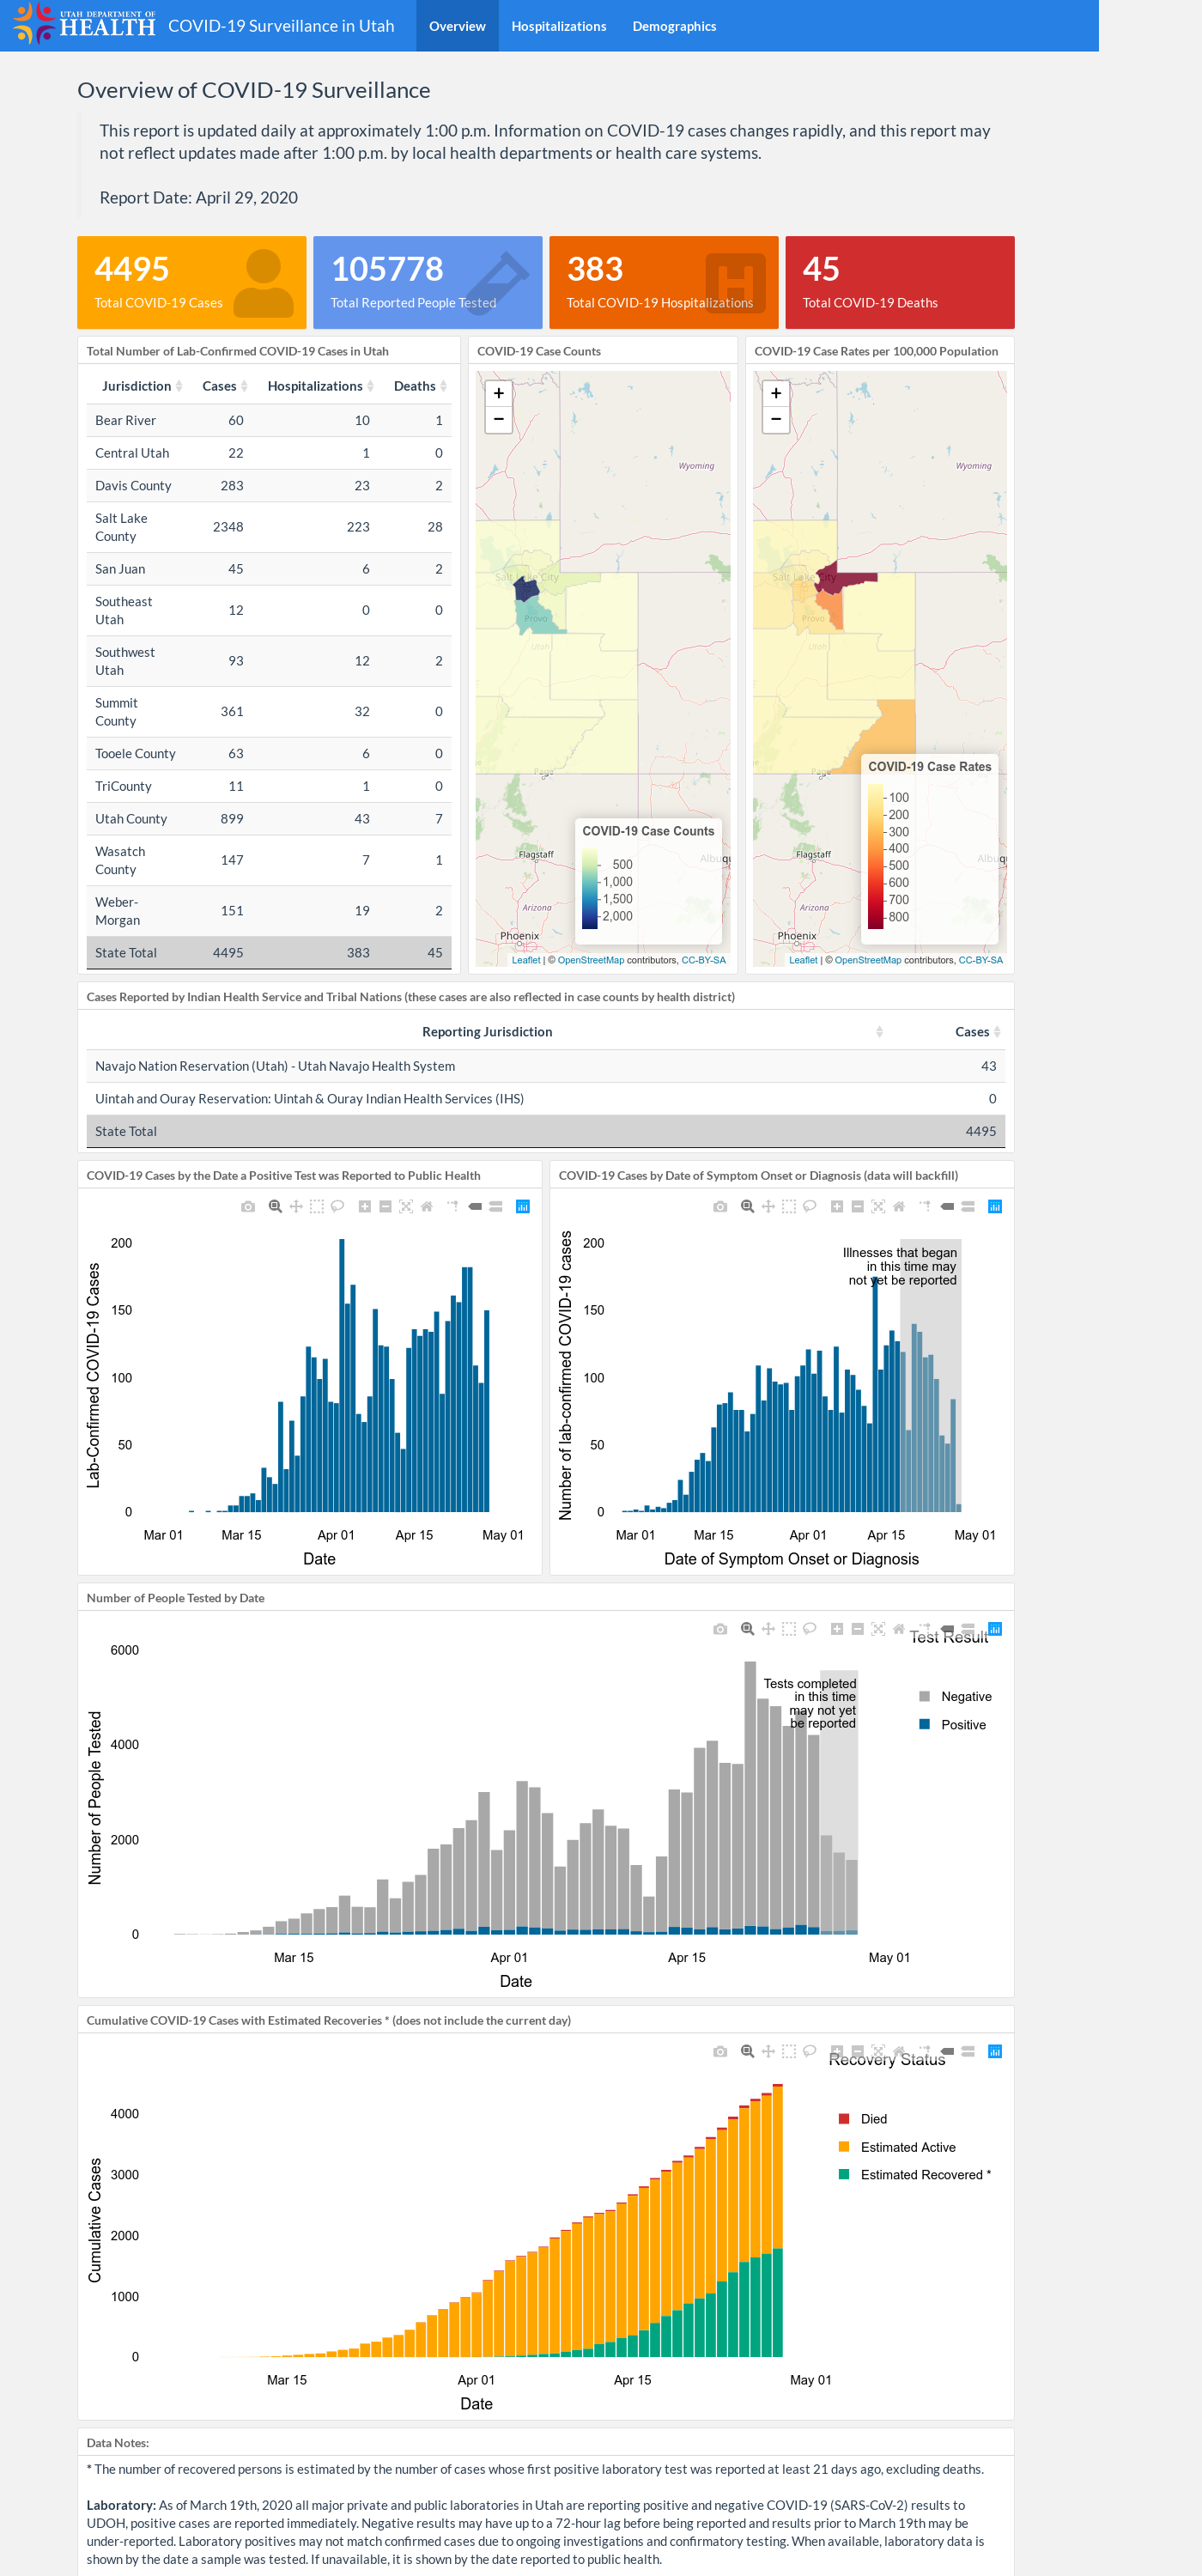 UTAH DEPARTMENT OF
HEALTH
COVID-19 Surveillance in Utah
Overview
Hospitalizations
Demographics
Overview of COVID-19 Surveillance
This report is updated daily at approximately 1:00 p.m. Information on COVID-19 cases changes rapidly, and this report may
not reflect updates made after 1:00 p.m. by local health departments or health care systems.
Report Date: April 29, 2020
4495
Total COVID-19 Cases
105778
Total Reported People Tested
383
Total COVID-19 Hospitalizations
H
45
Total COVID-19 Deaths
Total Number of Lab-Confirmed COVID-19 Cases in Utah
Jurisdiction Cases Hospitalizations Deaths
Bear River 60 10 1
Central Utah 22 1 0
Davis County 283 23 2
Salt Lake
County 2348 223 28
San Juan 45 6 2
Southeast
Utah 12 0 0
Southwest
Utah 93 12 2
Summit
County 361 32 0
Tooele County 63 6 0
TriCounty 11 1 0
Utah County 899 43 7
Wasatch
County 147 7 1
Weber-
Morgan 151 19 2
State Total 4495 383 45
COVID-19 Case Counts
+
−
Wyoming
Salt Lake City
Provo
Utah
Page
Flagstaff
Albuqu
Arizona
Phoenix
COVID-19 Case Counts
500
1,000
1,500
2,000
Leaflet | © OpenStreetMap contributors, CC-BY-SA
COVID-19 Case Rates per 100,000 Population
+
−
Wyoming
Salt Lake City
Provo
Utah
Page
Flagstaff
Albuqu
Arizona
Phoenix
COVID-19 Case Rates
100
200
300
400
500
600
700
800
Leaflet | © OpenStreetMap contributors, CC-BY-SA
Cases Reported by Indian Health Service and Tribal Nations (these cases are also reflected in case counts by health district)
Reporting Jurisdiction Cases
Navajo Nation Reservation (Utah) - Utah Navajo Health System 43
Uintah and Ouray Reservation: Uintah & Ouray Indian Health Services (IHS) 0
State Total 4495
COVID-19 Cases by the Date a Positive Test was Reported to Public Health
Lab-Confirmed COVID-19 Cases
200
150
100
50
0
Mar 01 Mar 15 Apr 01 Apr 15 May 01
Date
COVID-19 Cases by Date of Symptom Onset or Diagnosis (data will backfill)
Number of lab-confirmed COVID-19 cases
200
150
100
50
0
Illnesses that began
in this time may
not yet be reported
Mar 01 Mar 15 Apr 01 Apr 15 May 01
Date of Symptom Onset or Diagnosis
Number of People Tested by Date
Number of People Tested
6000
4000
2000
0
Tests completed
in this time
may not yet
be reported
Test Result
Negative
Positive
Mar 15 Apr 01 Apr 15 May 01
Date
Cumulative COVID-19 Cases with Estimated Recoveries * (does not include the current day)
Cumulative Cases
4000
3000
2000
1000
0
Recovery Status
Died
Estimated Active
Estimated Recovered *
Mar 15 Apr 01 Apr 15 May 01
Date
Data Notes:
* The number of recovered persons is estimated by the number of cases whose first positive laboratory test was reported at least 21 days ago, excluding deaths.
Laboratory: As of March 19th, 2020 all major private and public laboratories in Utah are reporting positive and negative COVID-19 (SARS-CoV-2) results to
UDOH, positive cases are reported immediately. Negative results may have up to a 72-hour lag before being reported and results prior to March 19th may be
under-reported. Laboratory positives may not match confirmed cases due to ongoing investigations and confirmatory testing. When available, laboratory data is
shown by the date a sample was tested. If unavailable, it is shown by the date reported to public health.